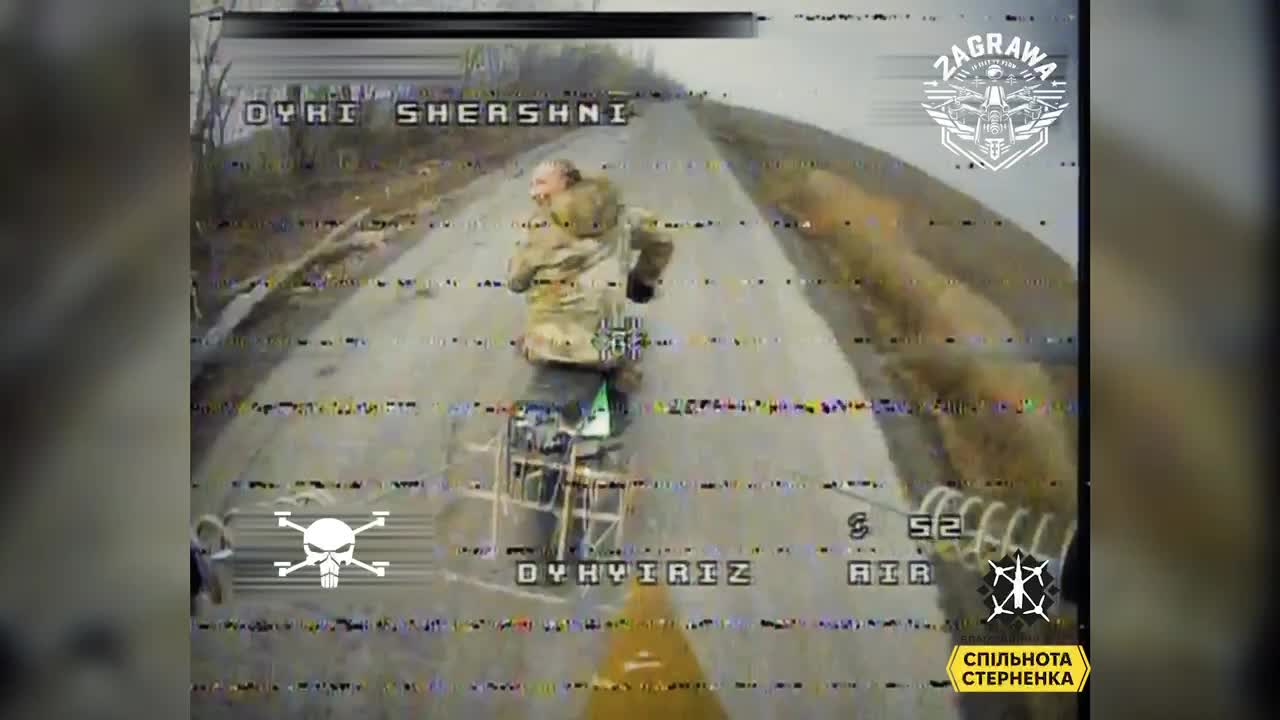 ZAGRAWA
DYKI SHERSHNI
52
DYKYIRIZ
AIR
СПІЛЬНОТА
СТЕРНЕНКА